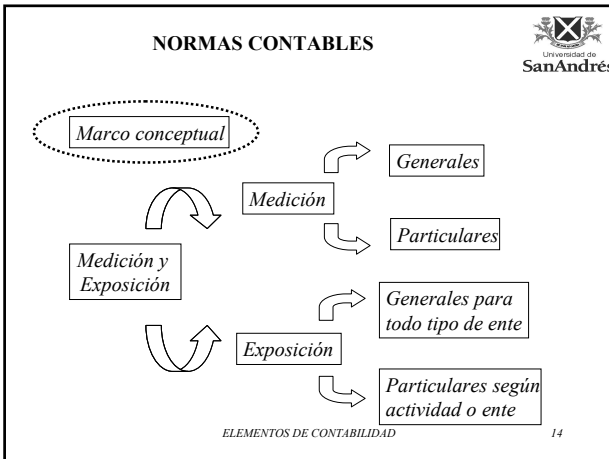 NORMAS CONTABLES
Universidad de
SanAndrés
Marco conceptual
Generales
Medición
Particulares
Medición y
Exposición
Generales para
todo tipo de ente
Exposición
Particulares según
actividad o ente
ELEMENTOS DE CONTABILIDAD
14